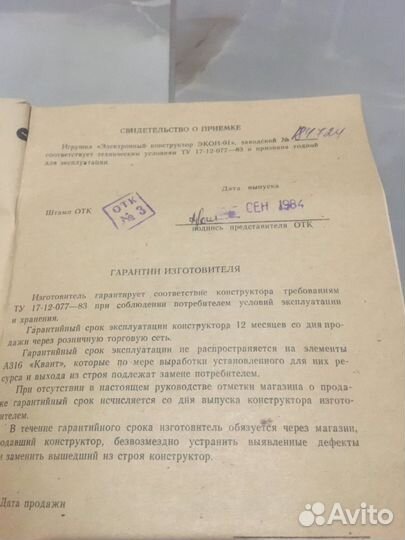 СВИДЕТЕЛЬСТВО О ПРИЕМКЕ
Игрушка «Электронный конструктор ЭКОН-01», заводской №
соответствует техническим условиям ТУ 17-12-077—83 и признана годной
для эксплуатации
Дата выпуска
Штамп ОТК
ОТК
№ 3
СЕН 1984
подпись представителя ОТК
ГАРАНТИИ ИЗГОТОВИТЕЛЯ
Изготовитель гарантирует соответствие конструктора требованиям
ТУ 17-12-077—83 при соблюдении потребителем условий эксплуатации
и хранения.
Гарантийный срок эксплуатации конструктора 12 месяцев со дня про-
дажи через розничную торговую сеть.
Гарантийный срок эксплуатации не распространяется на элементы
А316 «Квант», которые по мере выработки установленного для них ре-
сурса и выхода из строя подлежат замене потребителем.
При отсутствии в настоящем руководстве отметки магазина о прода-
же гарантийный срок исчисляется со дня выпуска конструктора изгото-
вителем.
В течение гарантийного срока изготовитель обязуется через магазин,
родавший конструктор, безвозмездно устранить выявленные дефекты
и заменить вышедший из строя конструктор.
Дата продажи
Avito